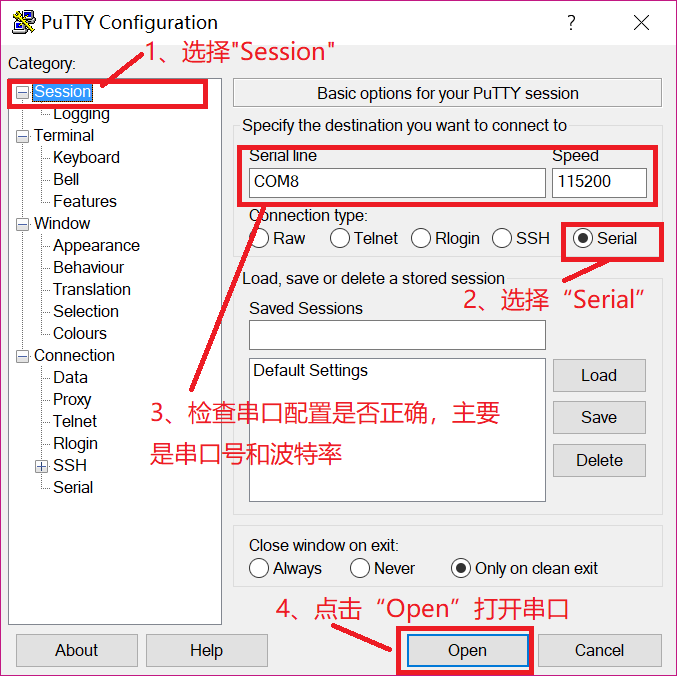 PuTTY Configuration
1、选择"Session"
Category:
Session
Logging
Terminal
Keyboard
Bell
Features
Window
Appearance
Behaviour
Translation
Selection
Colours
Connection
Data
Proxy
Telnet
Rlogin
SSH
Serial
Basic options for your PuTTY session
Specify the destination you want to connect to
Serial line Speed
COM8 115200
Connection type:
Raw Telnet Rlogin SSH Serial
2、选择“Serial”
Load, save or delete a stored session
Saved Sessions
Default Settings
Load
Save
Delete
3、检查串口配置是否正确，主要
是串口号和波特率
Close window on exit:
Always Never Only on clean exit
4、点击“Open”打开串口
About Help Open Cancel